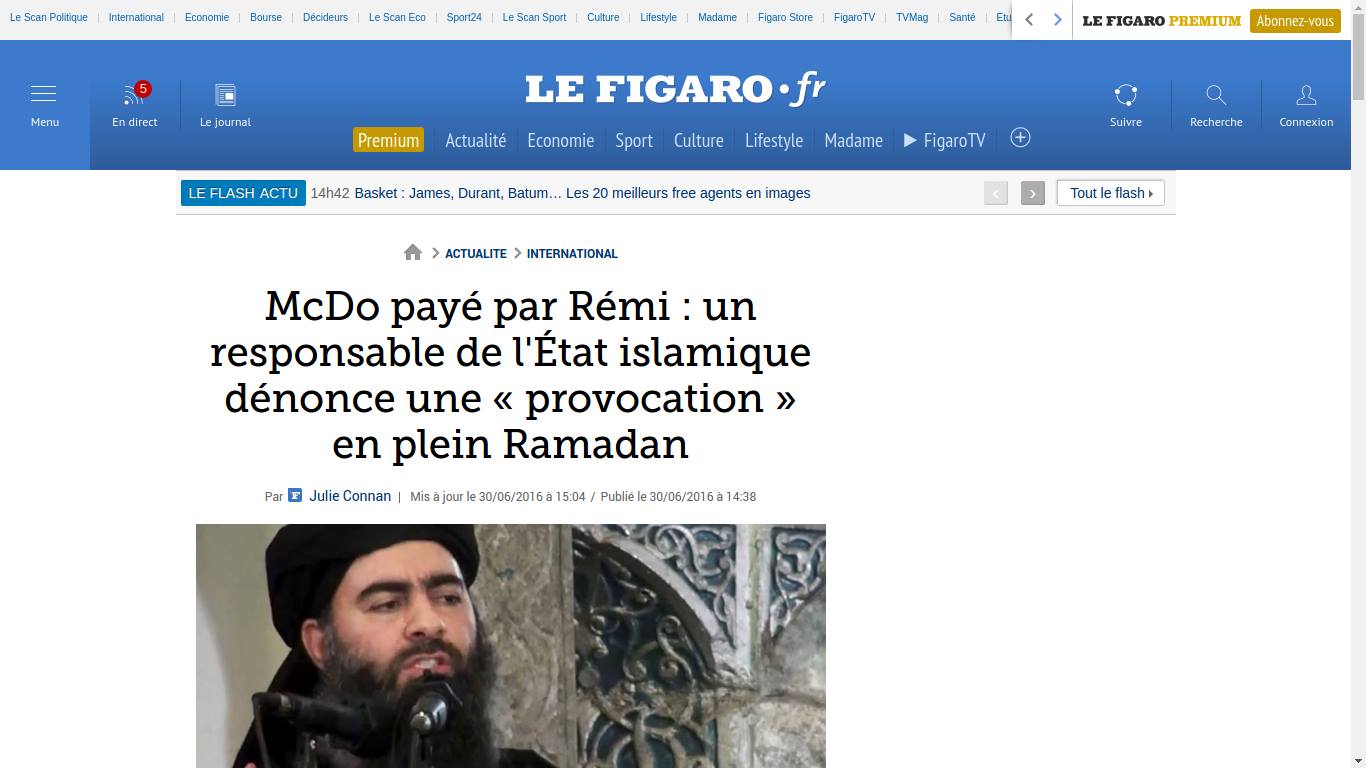 Le Scan Politique International Economie Bourse Décideurs Le Scan Eco Sport24 Le Scan Sport Culture Lifestyle Madame Figaro Store FigaroTV TVMag Santé Etu
LE FIGARO PREMIUM Abonnez-vous
LE FIGARO·fr
5
Menu En direct Le journal
Suivre Recherche Connexion
Premium Actualité Economie Sport Culture Lifestyle Madame FigaroTV
LE FLASH ACTU 14h42 Basket : James, Durant, Batum… Les 20 meilleurs free agents en images Tout le flash
ACTUALITE INTERNATIONAL
McDo payé par Rémi : un
responsable de l'État islamique
dénonce une « provocation »
en plein Ramadan
Par F Julie Connan | Mis à jour le 30/06/2016 à 15:04 / Publié le 30/06/2016 à 14:38